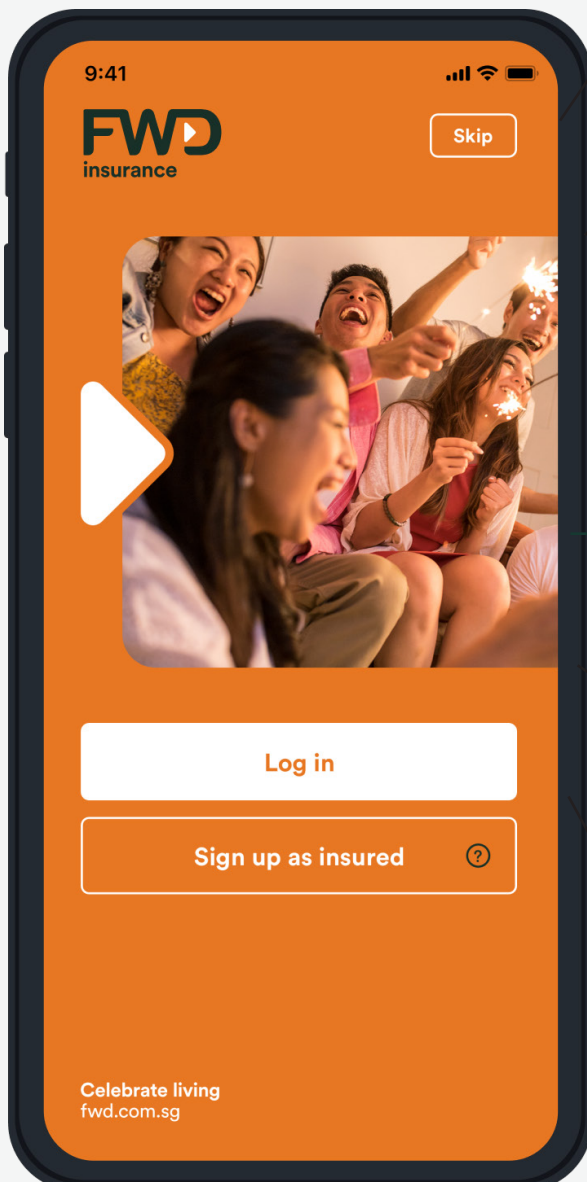 9:41
FWD
insurance
Skip
Log in
Sign up as insured
?
Celebrate living
fwd.com.sg